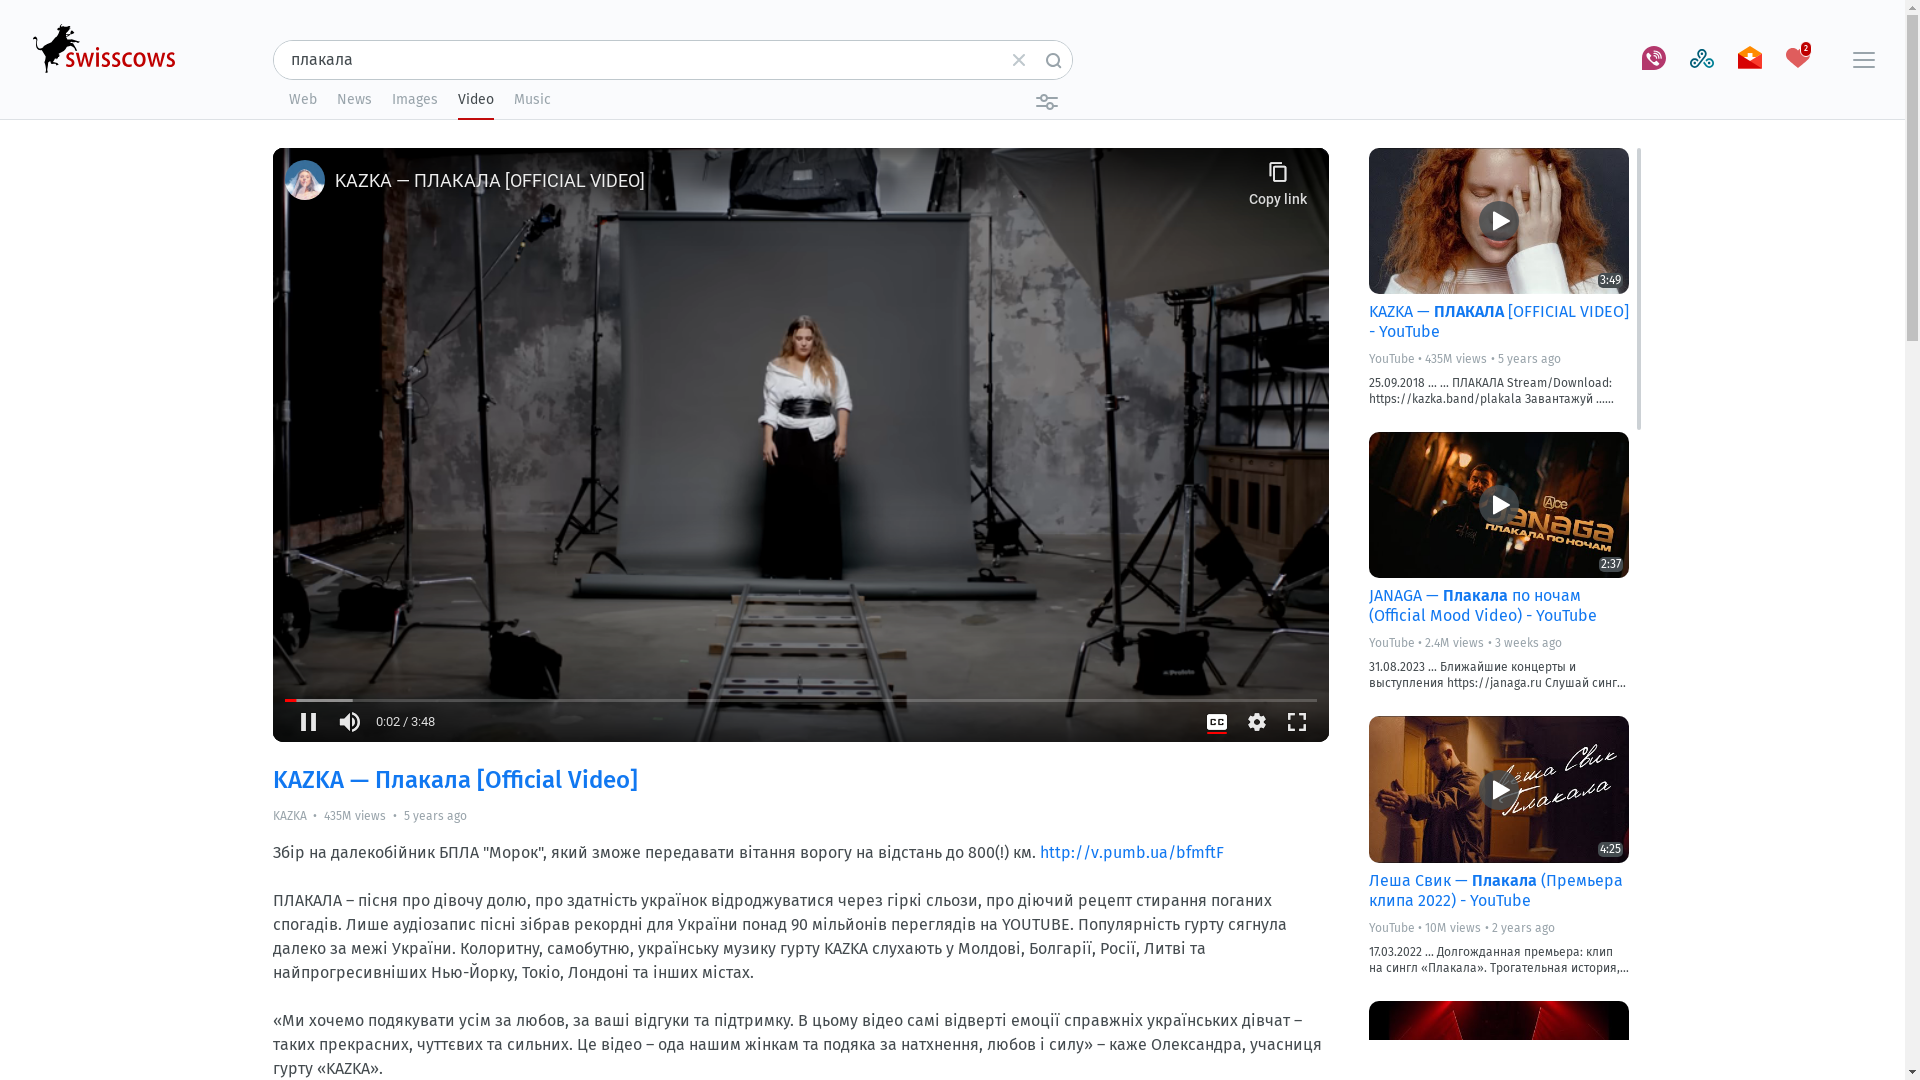 swisscows
плакала
2
Web News Images Video Music
KAZKA — ПЛАКАЛА [OFFICIAL VIDEO]
Copy link
0:02 / 3:48
KAZKA — Плакала [Official Video]
KAZKA • 435M views • 5 years ago
Збір на далекобійник БПЛА "Морок", який зможе передавати вітання ворогу на відстань до 800(!) км. http://v.pumb.ua/bfmftF
ПЛАКАЛА – пісня про дівочу долю, про здатність українок відроджуватися через гіркі сльози, про діючий рецепт стирання поганих
спогадів. Лише аудіозапис пісні зібрав рекордні для України понад 90 мільйонів переглядів на YOUTUBE. Популярність гурту сягнула
далеко за межі України. Колоритну, самобутню, українську музику гурту KAZKA слухають у Молдові, Болгарії, Росії, Литві та
найпрогресивніших Нью-Йорку, Токіо, Лондоні та інших містах.
«Ми хочемо подякувати усім за любов, за ваші відгуки та підтримку. В цьому відео самі відверті емоції справжніх українських дівчат –
таких прекрасних, чуттєвих та сильних. Це відео – ода нашим жінкам та подяка за натхнення, любов і силу» – каже Олександра, учасниця
гурту «KAZKA».
3:49
KAZKA — ПЛАКАЛА [OFFICIAL VIDEO]
- YouTube
YouTube • 435M views • 5 years ago
25.09.2018 ... ... ПЛАКАЛА Stream/Download:
https://kazka.band/plakala Завантажуй ......
Ace
JANAGA
ПЛАКАЛА ПО НОЧАМ
2:37
JANAGA — Плакала по ночам
(Official Mood Video) - YouTube
YouTube • 2.4M views • 3 weeks ago
31.08.2023 ... Ближайшие концерты и
выступления https://janaga.ru Слушай синг...
Лёша Свик
Плакала
4:25
Леша Свик — Плакала (Премьера
клипа 2022) - YouTube
YouTube • 10M views • 2 years ago
17.03.2022 ... Долгожданная премьера: клип
на сингл «Плакала». Трогательная история,...